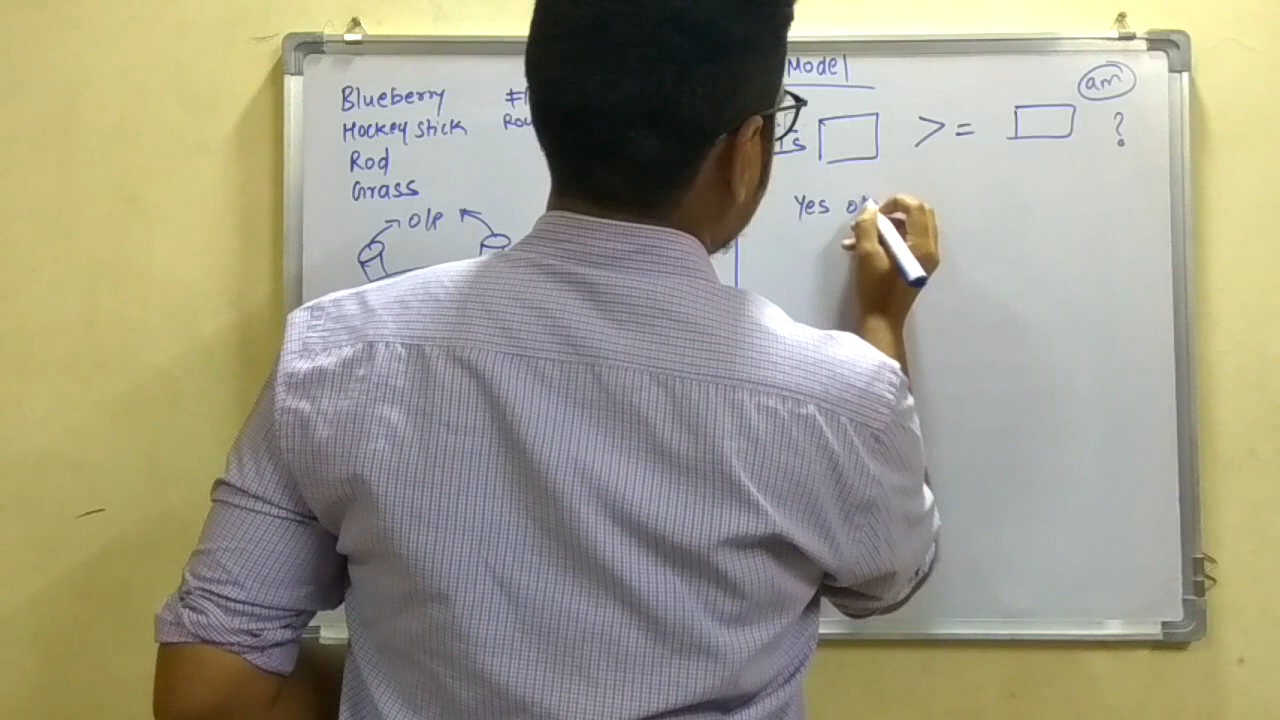 Model
am
Blueberry
Hockey stick
Rod
Grass
O/P
Is >= ?
Yes